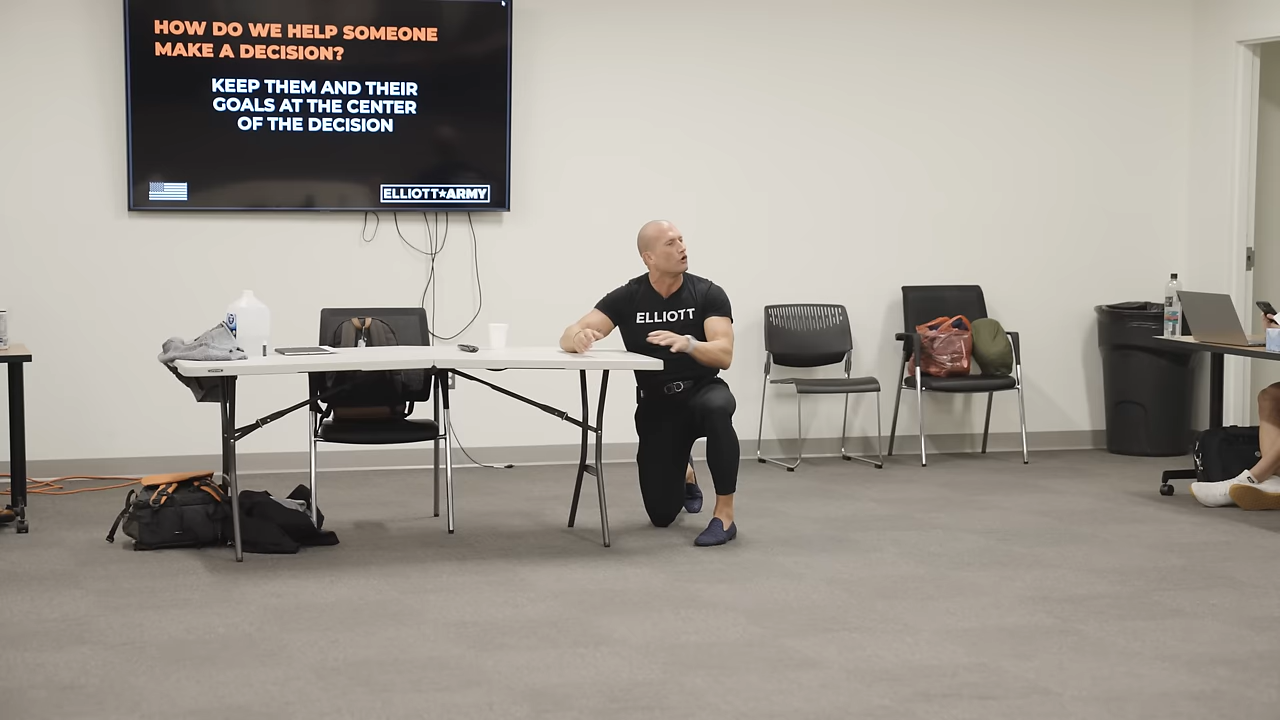 HOW DO WE HELP SOMEONE
MAKE A DECISION?
KEEP THEM AND THEIR
GOALS AT THE CENTER
OF THE DECISION
ELLIOTT★ARMY
ELLIOTT